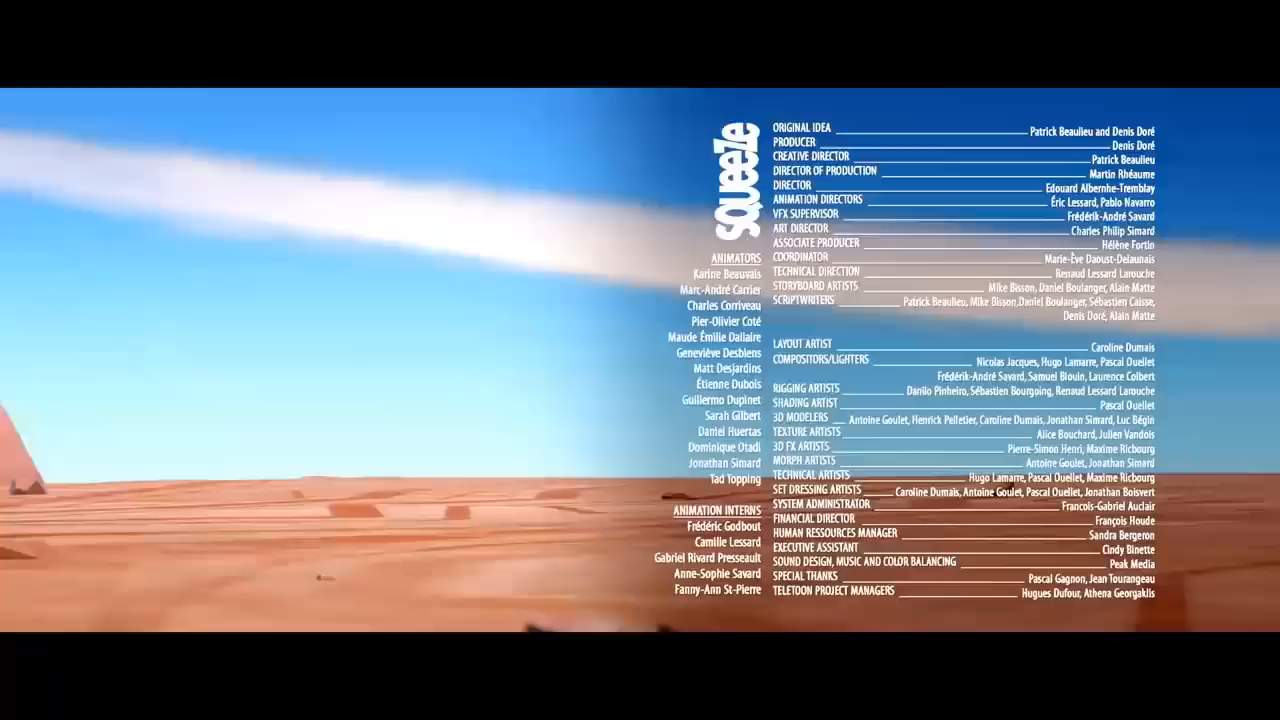 squeeze
ANIMATORS
Karine Beauvais
Marc-André Carrier
Charles Corriveau
Pier-Olivier Coté
Maude Émilie Dallaire
Geneviève Desbiens
Matt Desjardins
Étienne Dubois
Guillermo Dupinet
Sarah Gilbert
Daniel Huertas
Dominique Otadi
Jonathan Simard
Tad Topping
ANIMATION INTERNS
Frédéric Godbout
Camille Lessard
Gabriel Rivard Presseault
Anne-Sophie Savard
Fanny-Ann St-Pierre
ORIGINAL IDEA Patrick Beaulieu and Denis Doré
PRODUCER Denis Doré
CREATIVE DIRECTOR Patrick Beaulieu
DIRECTOR OF PRODUCTION Martin Rhéaume
DIRECTOR Edouard Albernhe-Tremblay
ANIMATION DIRECTORS Éric Lessard, Pablo Navarro
VFX SUPERVISOR Frédérik-André Savard
ART DIRECTOR Charles Philip Simard
ASSOCIATE PRODUCER Hélène Fortin
COORDINATOR Marie-Ève Daoust-Delaunais
TECHNICAL DIRECTION Renaud Lessard Larouche
STORYBOARD ARTISTS Mike Bisson, Daniel Boulanger, Alain Matte
SCRIPTWRITERS Patrick Beaulieu, Mike Bisson,Daniel Boulanger, Sébastien Caisse,
Denis Doré, Alain Matte
LAYOUT ARTIST Caroline Dumais
COMPOSITORS/LIGHTERS Nicolas Jacques, Hugo Lamarre, Pascal Ouellet
Frédérik-André Savard, Samuel Blouin, Laurence Colbert
RIGGING ARTISTS Danilo Pinheiro, Sébastien Bourgoing, Renaud Lessard Larouche
SHADING ARTIST Pascal Ouellet
3D MODELERS Antoine Goulet, Henrick Pelletier, Caroline Dumais, Jonathan Simard, Luc Bégin
TEXTURE ARTISTS Alice Bouchard, Julien Vandois
3D FX ARTISTS Pierre-Simon Henri, Maxime Ricbourg
MORPH ARTISTS Antoine Goulet, Jonathan Simard
TECHNICAL ARTISTS Hugo Lamarre, Pascal Ouellet, Maxime Ricbourg
SET DRESSING ARTISTS Caroline Dumais, Antoine Goulet, Pascal Ouellet, Jonathan Boisvert
SYSTEM ADMINISTRATOR Francois-Gabriel Auclair
FINANCIAL DIRECTOR François Houde
HUMAN RESSOURCES MANAGER Sandra Bergeron
EXECUTIVE ASSISTANT Cindy Binette
SOUND DESIGN, MUSIC AND COLOR BALANCING Peak Media
SPECIAL THANKS Pascal Gagnon, Jean Tourangeau
TELETOON PROJECT MANAGERS Hugues Dufour, Athena Georgaklis